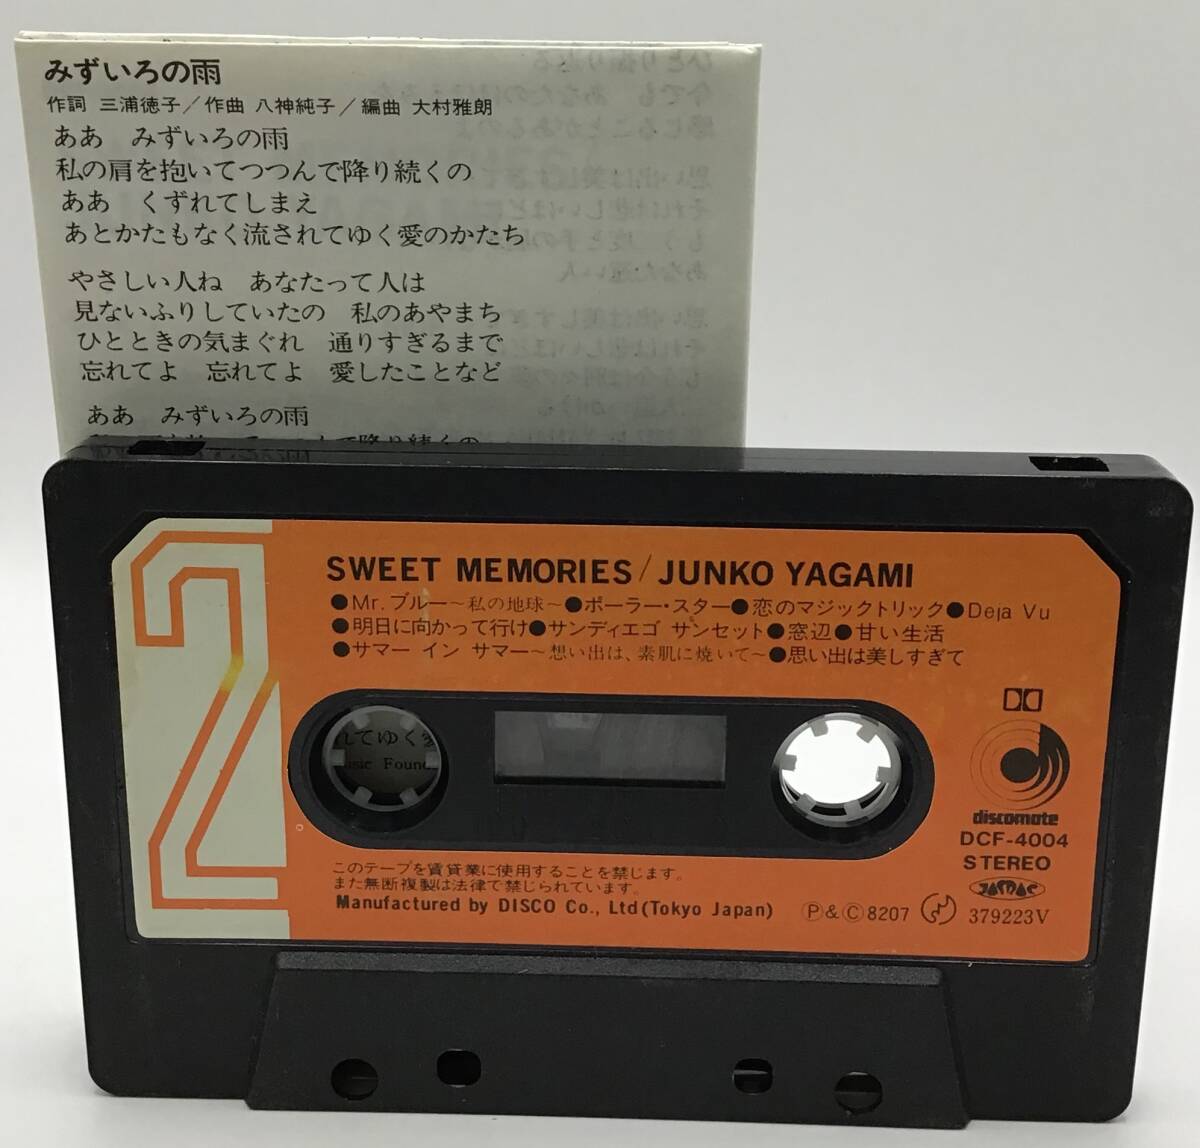 みずいろの雨
作詞 三浦徳子／作曲 八神純子／編曲 大村雅朗
ああ　みずいろの雨
私の肩を抱いてつつんで降り続くの
ああ　くずれてしまえ
あとかたもなく流されてゆく愛のかたち
やさしい人ね　あなたって人は
見ないふりしていたの　私のあやまち
ひとときの気まぐれ　通りすぎるまで
忘れてよ　忘れてよ　愛したことなど
ああ　みずいろの雨
2
SWEET MEMORIES/JUNKO YAGAMI
●Mr.ブルー～私の地球～●ポーラー・スター●恋のマジックトリック●Deja Vu
●明日に向かって行け●サンディエゴ サンセット●窓辺●甘い生活
●サマー イン サマー～想い出は、素肌に焼いて～●思い出は美しすぎて
れてゆく
usic Foun
discomate
DCF-4004
STEREO
JASRAC
このテープを賃貸業に使用することを禁じます。
また無断複製は法律で禁じられています。
Manufactured by DISCO Co., Ltd(Tokyo Japan)
Ⓟ&Ⓒ8207
379223V